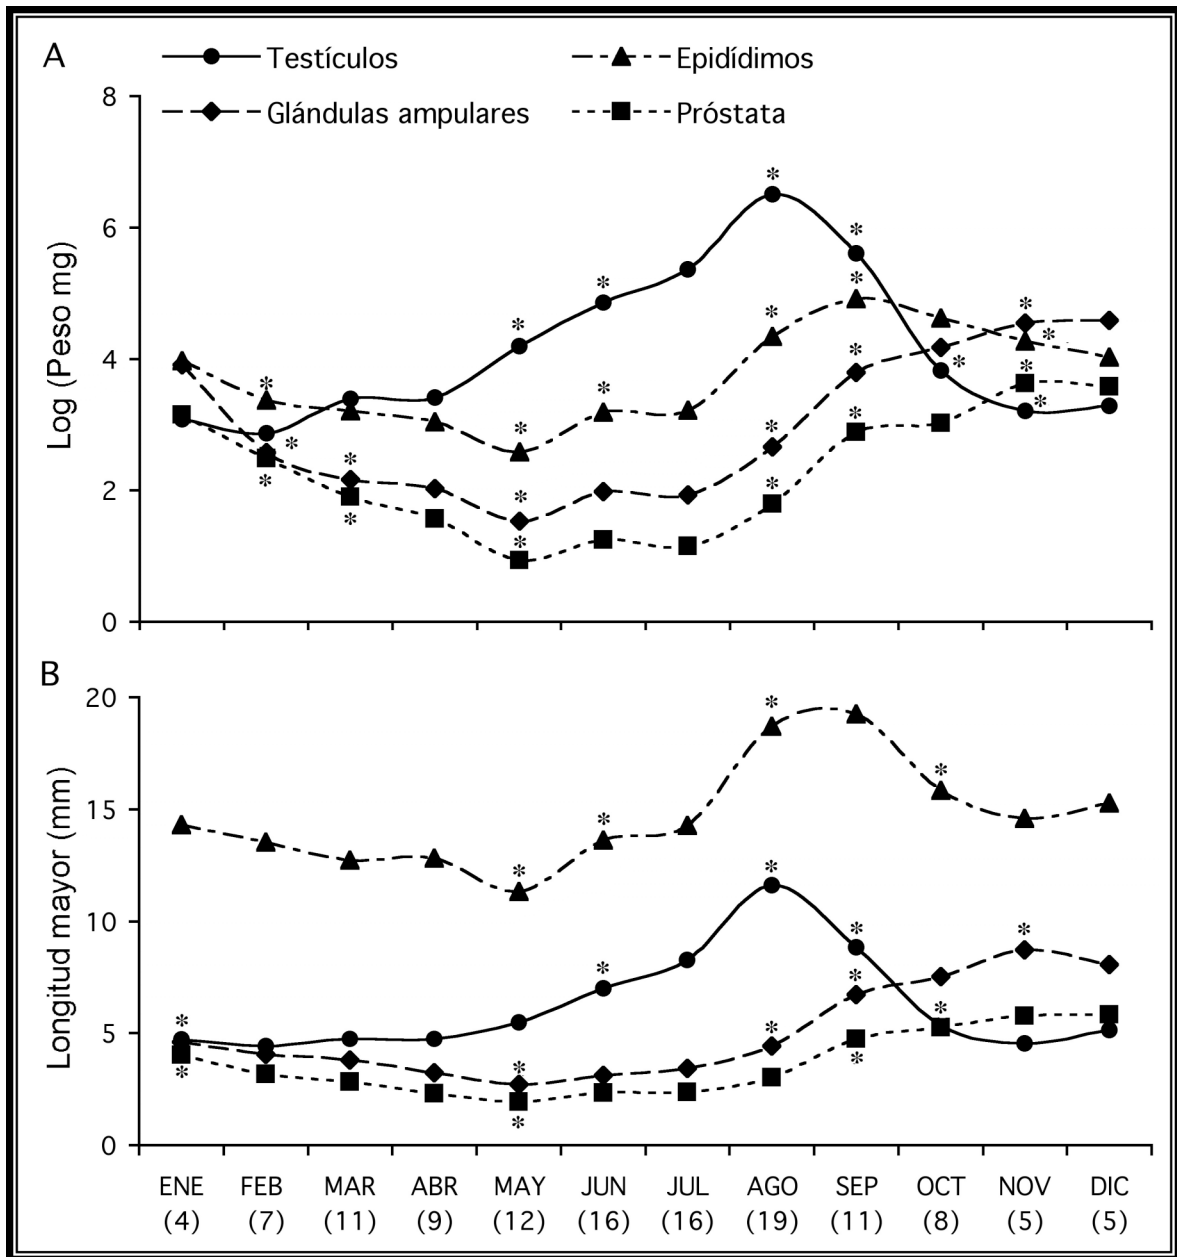 A
Testículos
Epidídimos
Glándulas ampulares
Próstata
8
6
4
2
0
Log (Peso mg)
B
20
15
10
5
0
Longitud mayor (mm)
ENE FEB MAR ABR MAY JUN JUL AGO SEP OCT NOV DIC
(4) (7) (11) (9) (12) (16) (16) (19) (11) (8) (5) (5)